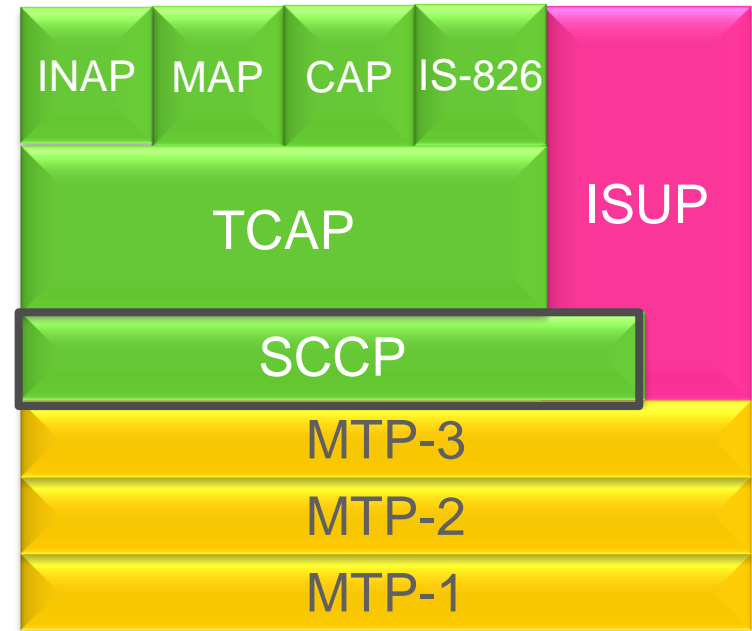 INAP MAP CAP IS-826
TCAP
ISUP
SCCP
MTP-3
MTP-2
MTP-1